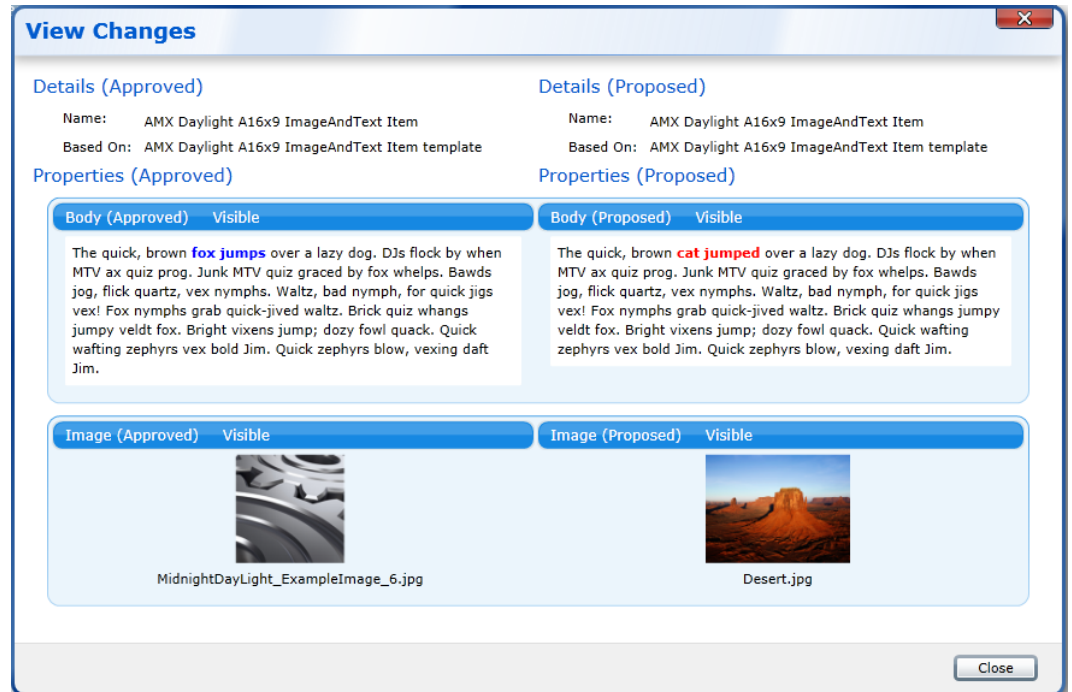 View Changes
Details (Approved)
Name: AMX Daylight A16x9 ImageAndText Item
Based On: AMX Daylight A16x9 ImageAndText Item template
Properties (Approved)
Details (Proposed)
Name: AMX Daylight A16x9 ImageAndText Item
Based On: AMX Daylight A16x9 ImageAndText Item template
Properties (Proposed)
Body (Approved) Visible
The quick, brown fox jumps over a lazy dog. DJs flock by when
MTV ax quiz prog. Junk MTV quiz graced by fox whelps. Bawds
jog, flick quartz, vex nymphs. Waltz, bad nymph, for quick jigs
vex! Fox nymphs grab quick-jived waltz. Brick quiz whangs
jumpy veldt fox. Bright vixens jump; dozy fowl quack. Quick
wafting zephyrs vex bold Jim. Quick zephyrs blow, vexing daft
Jim.
Body (Proposed) Visible
The quick, brown cat jumped over a lazy dog. DJs flock by when
MTV ax quiz prog. Junk MTV quiz graced by fox whelps. Bawds
jog, flick quartz, vex nymphs. Waltz, bad nymph, for quick jigs
vex! Fox nymphs grab quick-jived waltz. Brick quiz whangs jumpy
veldt fox. Bright vixens jump; dozy fowl quack. Quick wafting
zephyrs vex bold Jim. Quick zephyrs blow, vexing daft Jim.
Image (Approved) Visible
MidnightDayLight_ExampleImage_6.jpg
Image (Proposed) Visible
Desert.jpg
Close